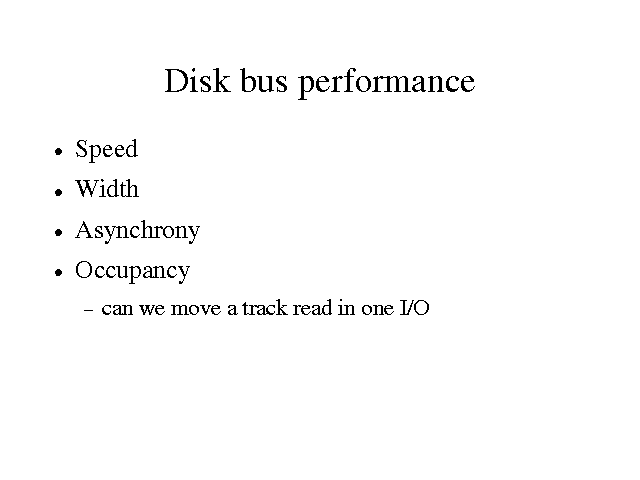 Disk bus performance
• Speed
• Width
• Asynchrony
• Occupancy
– can we move a track read in one I/O